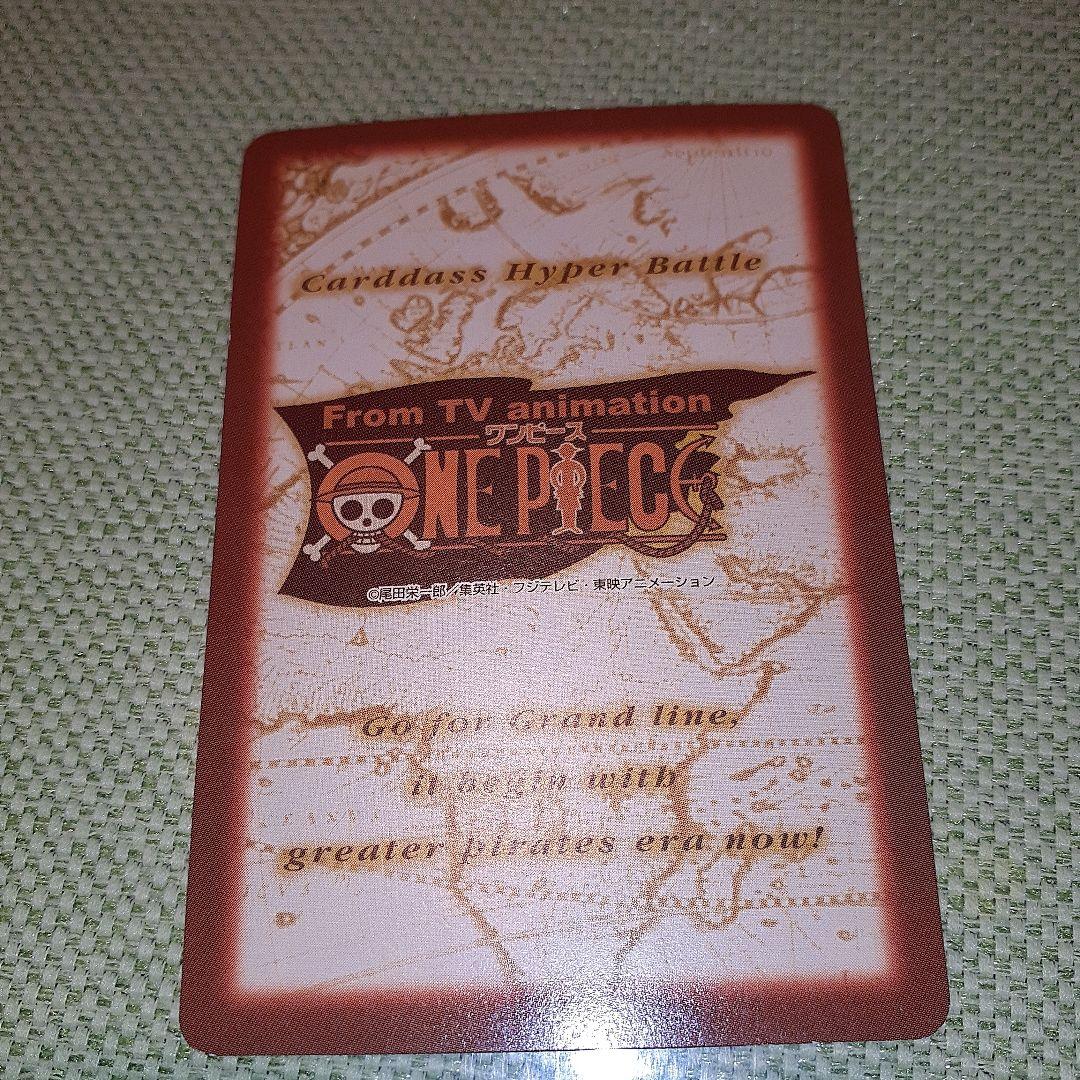 Septentrio
Carddass Hyper Battle
From TV animation
ワンピース
ONE PIECE
©尾田栄一郎/集英社・フジテレビ・東映アニメーション
Go for Grand line,
it begin with
greater pirates era now!